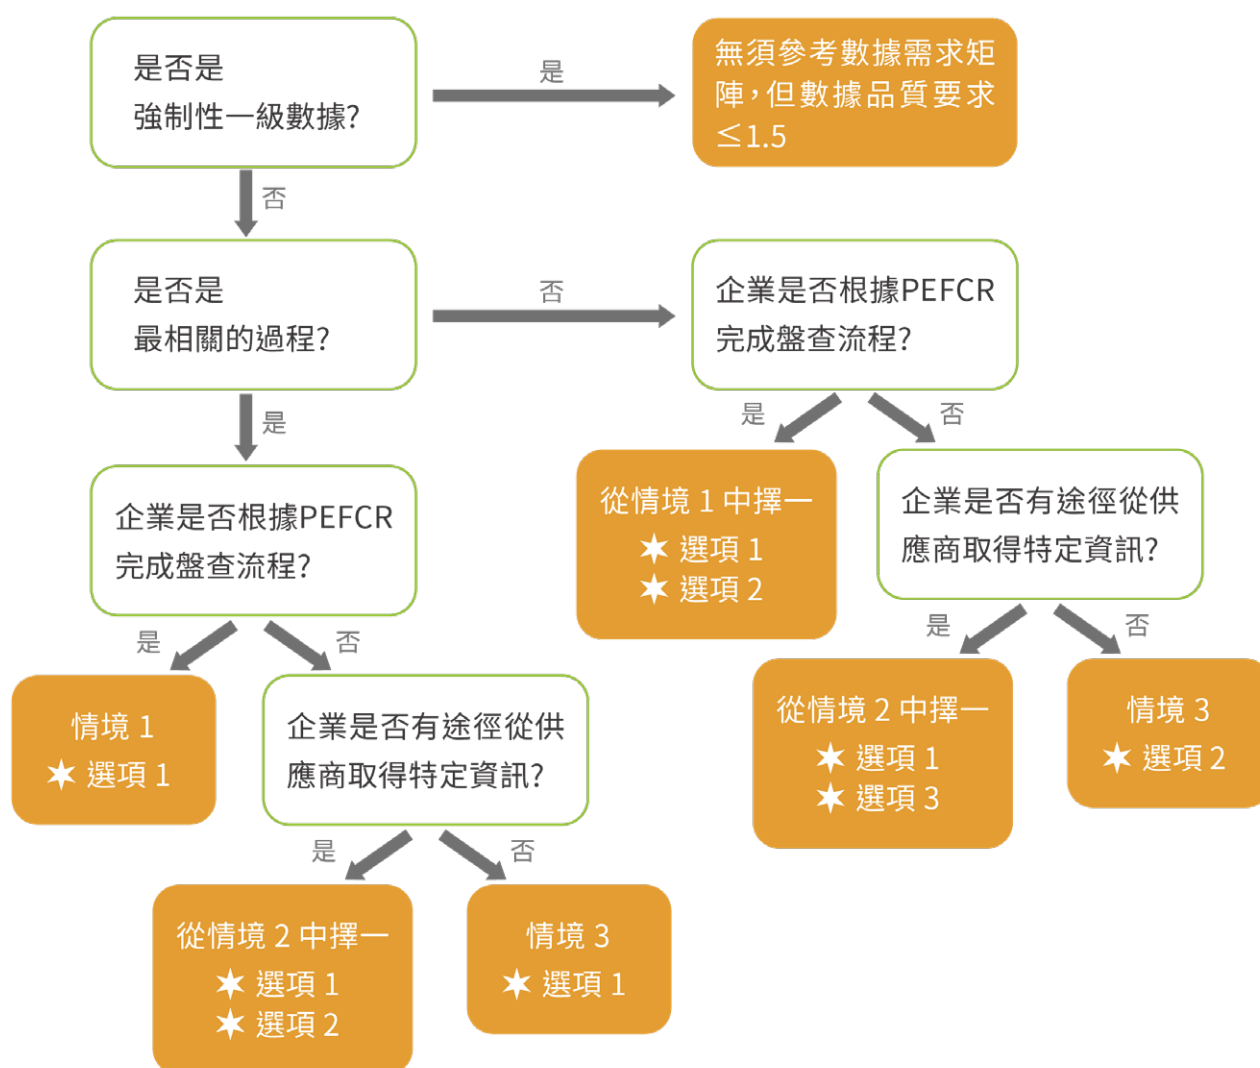 是否是
強制性一級數據?
是
無須參考數據需求矩
陣,但數據品質要求
≦1.5
否
是否是
最相關的過程?
否
企業是否根據PEFCR
完成盤查流程?
是
是
否
從情境 1 中擇一
✶ 選項 1
✶ 選項 2
企業是否有途徑從供
應商取得特定資訊?
企業是否根據PEFCR
完成盤查流程?
是
否
是
否
情境 1
✶ 選項 1
企業是否有途徑從供
應商取得特定資訊?
從情境 2 中擇一
✶ 選項 1
✶ 選項 3
情境 3
✶ 選項 2
是
否
從情境 2 中擇一
✶ 選項 1
✶ 選項 2
情境 3
✶ 選項 1